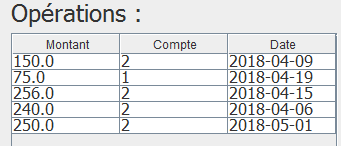 Opérations :
Montant Compte Date
150.0 2 2018-04-09
75.0 1 2018-04-19
256.0 2 2018-04-15
240.0 2 2018-04-06
250.0 2 2018-05-01